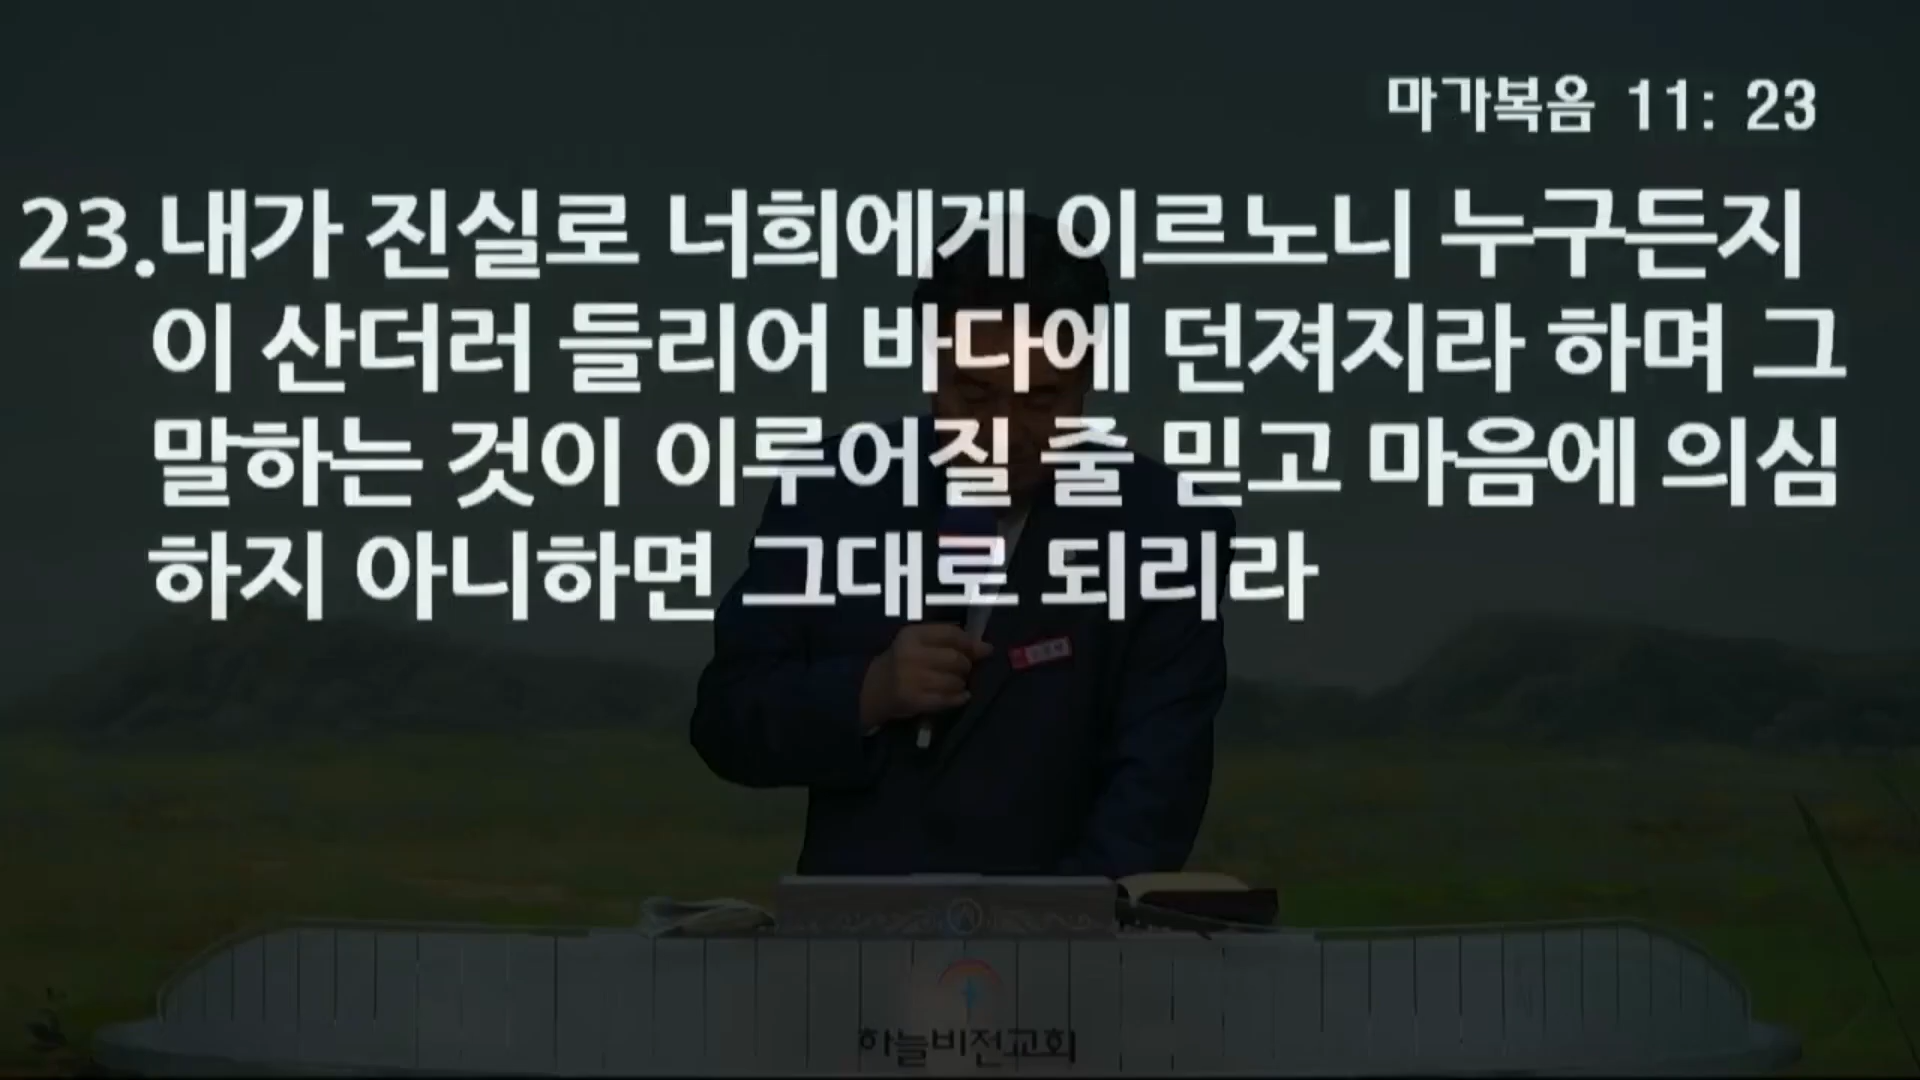 마가복음 11: 23
23.내가 진실로 너희에게 이르노니 누구든지
이 산더러 들리어 바다에 던져지라 하며 그
말하는 것이 이루어질 줄 믿고 마음에 의심
하지 아니하면 그대로 되리라
하늘비전교회